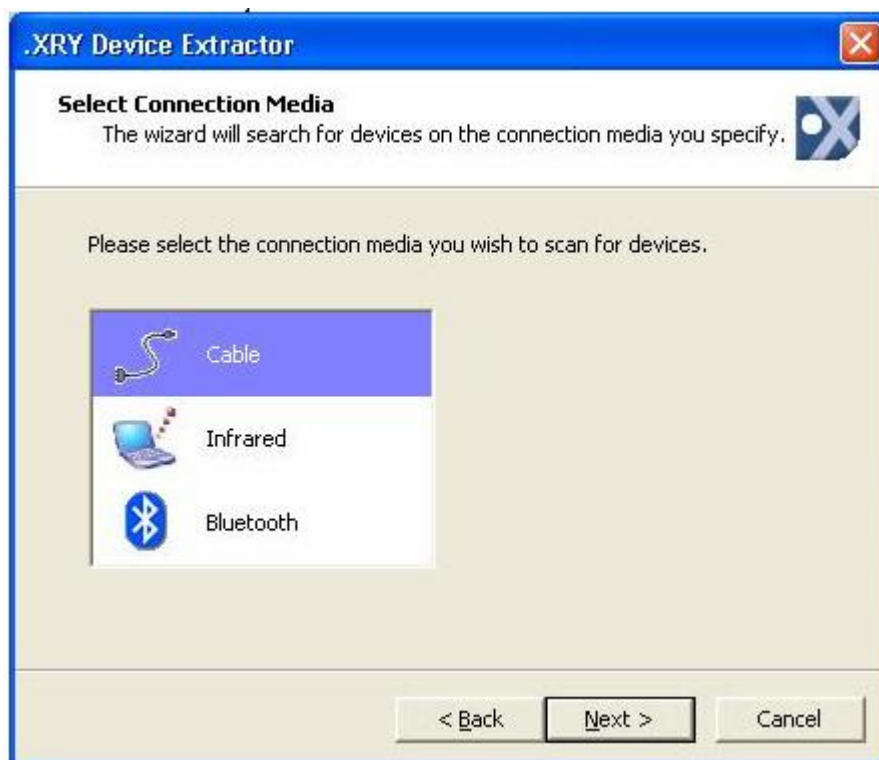 .XRY Device Extractor
Select Connection Media
The wizard will search for devices on the connection media you specify.
Please select the connection media you wish to scan for devices.
Cable
Infrared
Bluetooth
< Back
Next >
Cancel